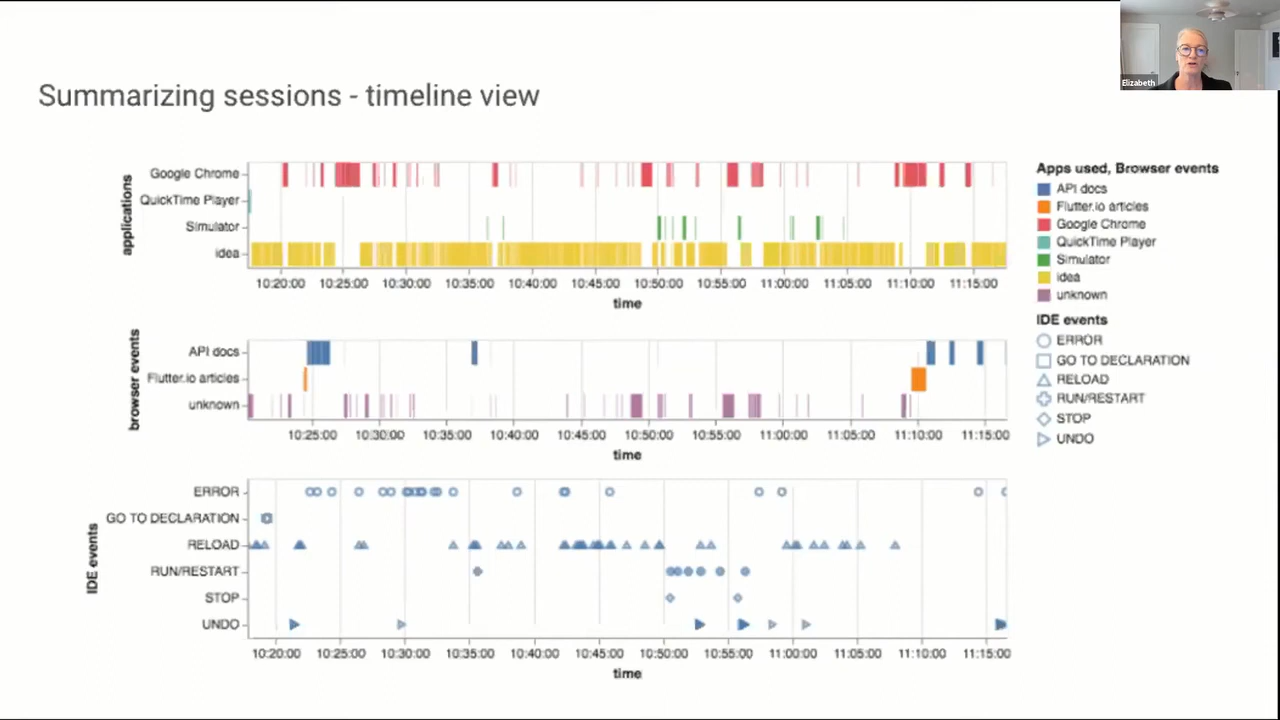 Elizabeth
Summarizing sessions - timeline view
applications
Google Chrome
QuickTime Player
Simulator
idea
10:20:00 10:25:00 10:30:00 10:35:00 10:40:00 10:45:00 10:50:00 10:55:00 11:00:00 11:05:00 11:10:00 11:15:00
time
browser events
API docs
Flutter.io articles
unknown
10:25:00 10:30:00 10:35:00 10:40:00 10:45:00 10:50:00 10:55:00 11:00:00 11:05:00 11:10:00 11:15:00
time
IDE events
ERROR
GO TO DECLARATION
RELOAD
RUN/RESTART
STOP
UNDO
10:20:00 10:25:00 10:30:00 10:35:00 10:40:00 10:45:00 10:50:00 10:55:00 11:00:00 11:05:00 11:10:00 11:15:00
time
Apps used, Browser events
API docs
Flutter.io articles
Google Chrome
QuickTime Player
Simulator
idea
unknown
IDE events
ERROR
GO TO DECLARATION
RELOAD
RUN/RESTART
STOP
UNDO